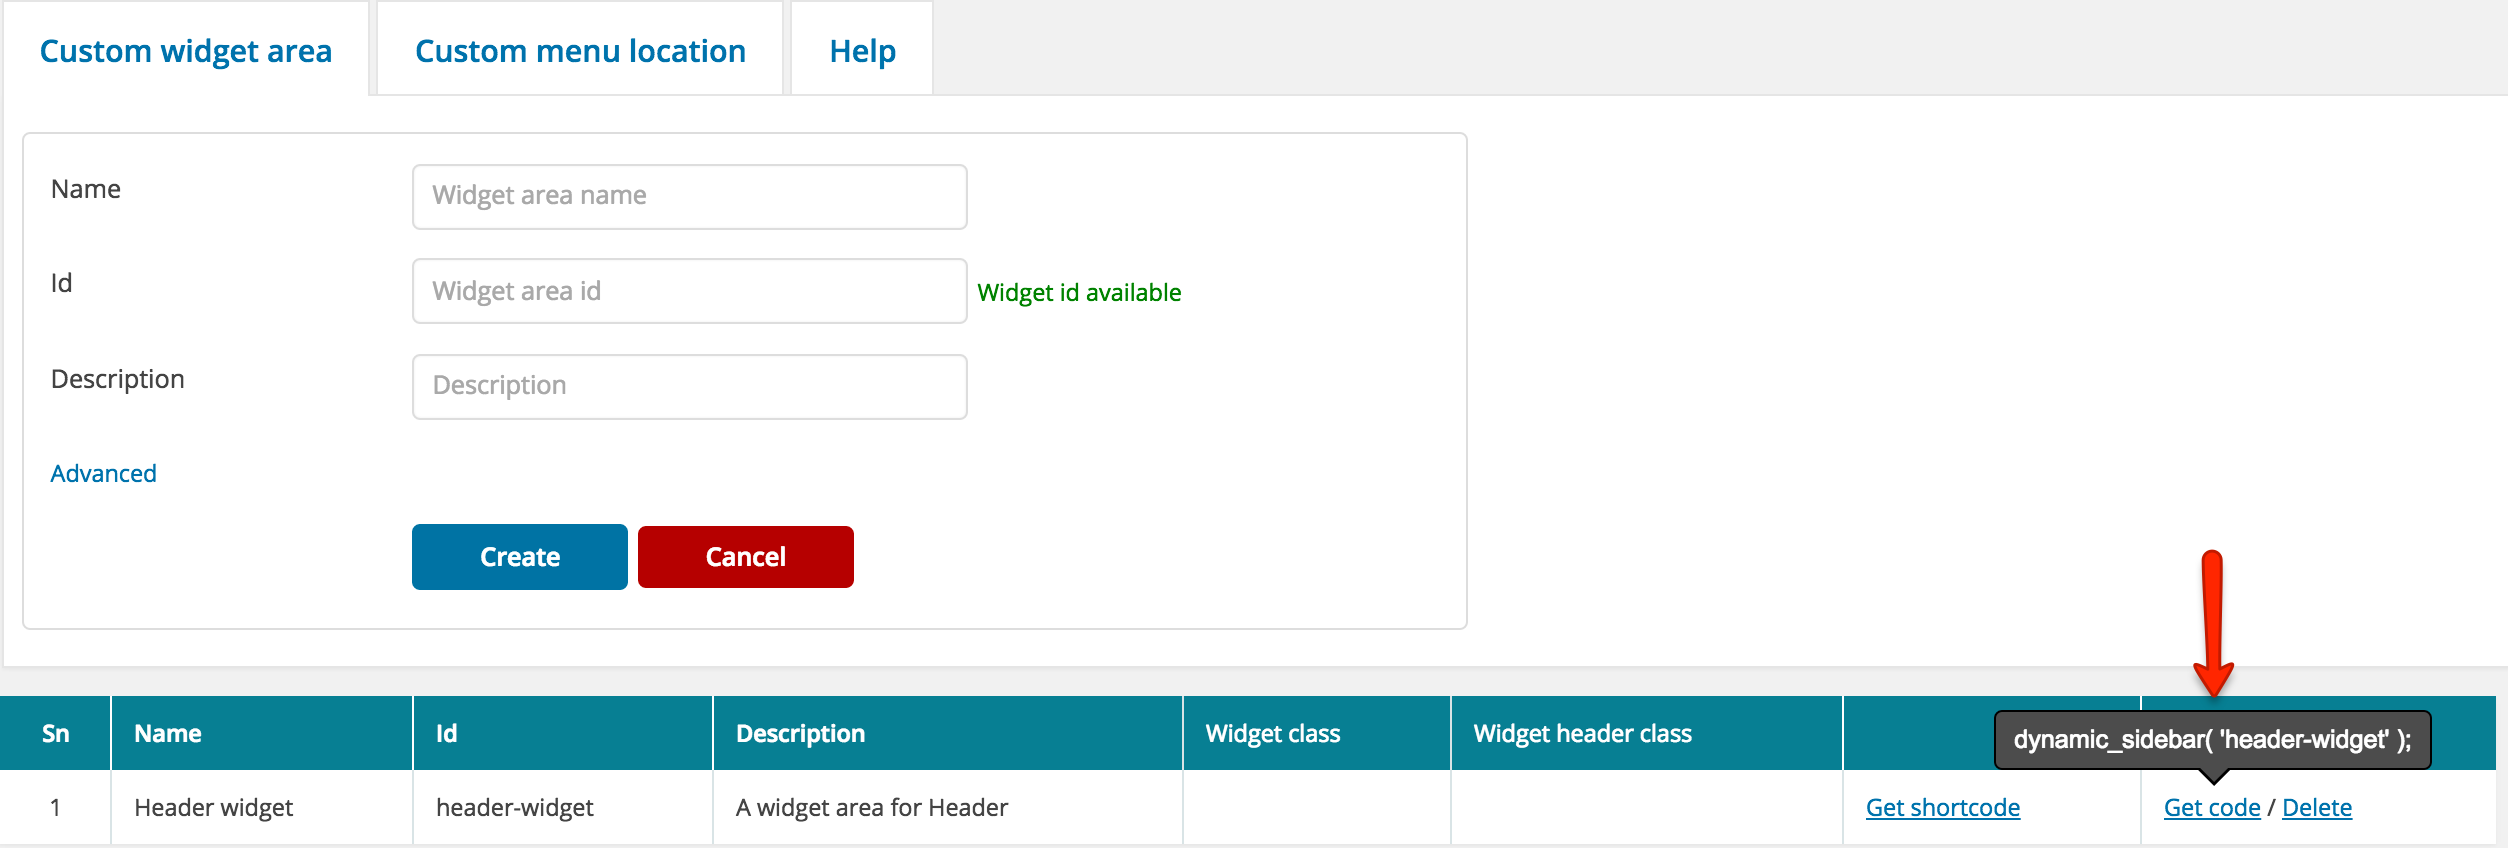 Custom widget area Custom menu location Help
Name Widget area name
Id Widget area id Widget id available
Description Description
Advanced
Create Cancel
Sn Name Id Description Widget class Widget header class dynamic_sidebar( 'header-widget' );
1 Header widget header-widget A widget area for Header Get shortcode Get code / Delete